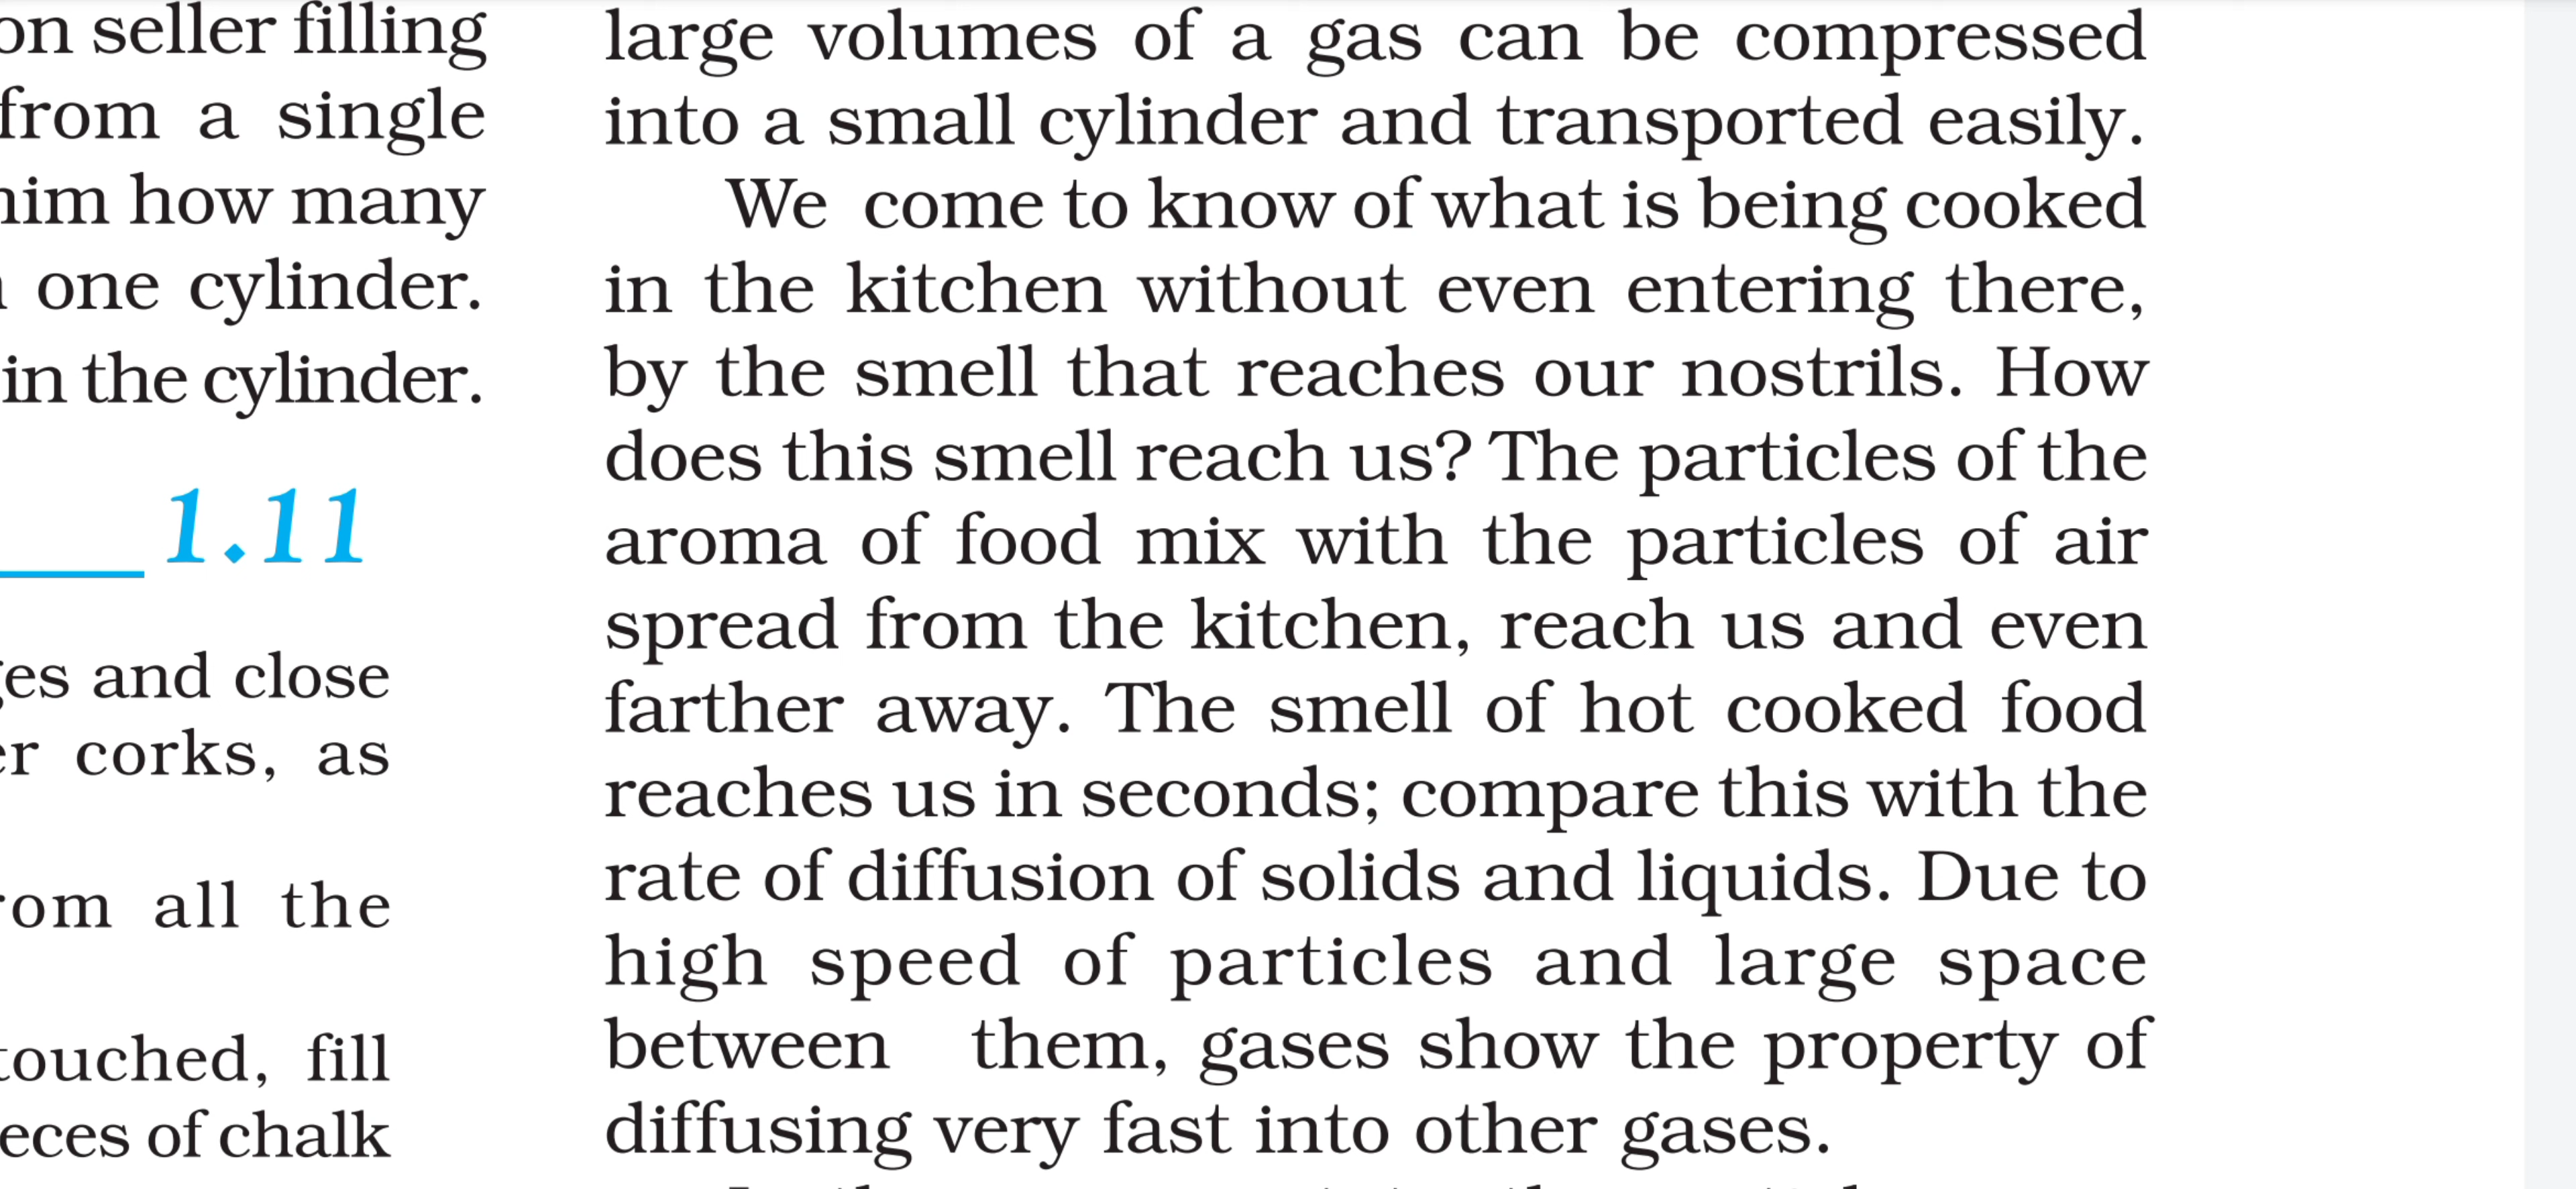 on seller filling
from a single
him how many
one cylinder.
in the cylinder.
1.11
es and close
er corks, as
rom all the
touched, fill
eces of chalk
large volumes of a gas can be compressed
into a small cylinder and transported easily.
We come to know of what is being cooked
in the kitchen without even entering there,
by the smell that reaches our nostrils. How
does this smell reach us? The particles of the
aroma of food mix with the particles of air
spread from the kitchen, reach us and even
farther away. The smell of hot cooked food
reaches us in seconds; compare this with the
rate of diffusion of solids and liquids. Due to
high speed of particles and large space
between them, gases show the property of
diffusing very fast into other gases.